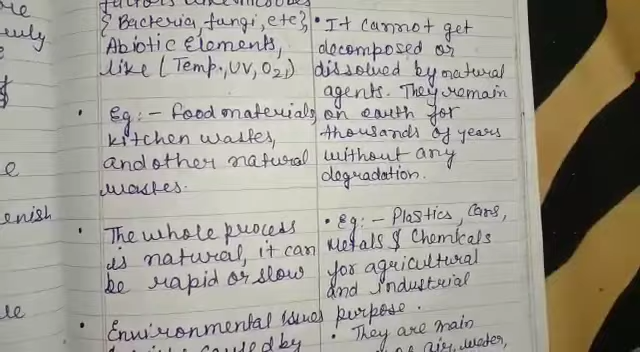 {Bacteria, fungi, etc},
Abiotic Elements,
like (Temp., UV, O2,)
• Eg:- Food materials,
kitchen wastes,
and other natural
wastes.
• The whole process
is natural, it can
be rapid or slow
• Environmental issues
• It cannot get
decomposed or
dissolved by natural
agents. They remain
on earth for
thousands of years
without any
degradation.
• Eg:- Plastics, Cans,
Metals & Chemicals
for agricultural
and industrial
purpose.
• They are main
air, water,